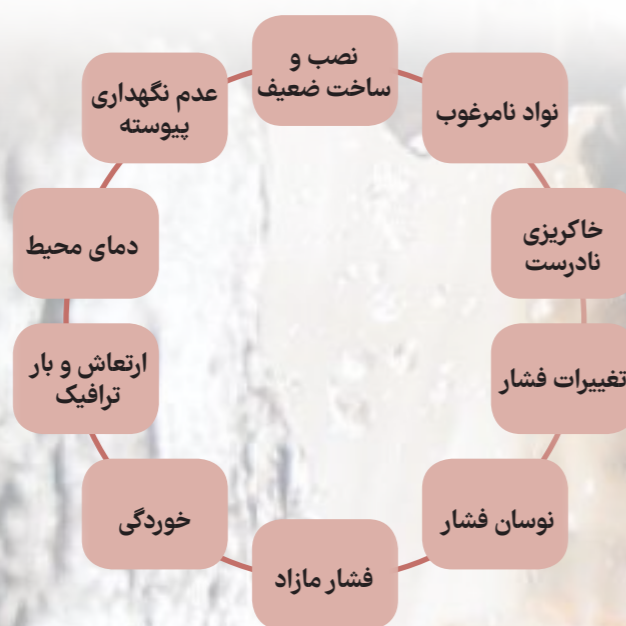 نصب و
ساخت ضعیف
نواد نامرغوب
خاکریزی
نادرست
تغییرات فشار
نوسان فشار
فشار مازاد
خوردگی
ارتعاش و بار
ترافیک
دمای محیط
عدم نگهداری
پیوسته